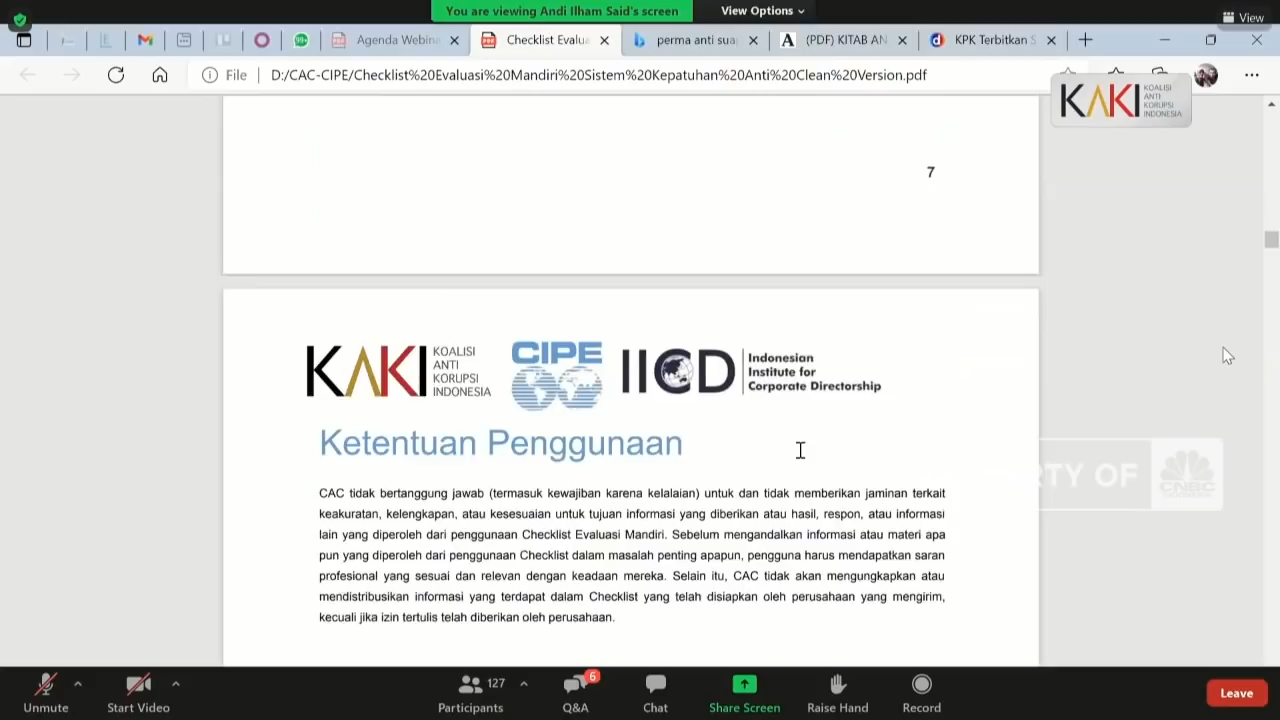 You are viewing Andi Ilham Said's screen
View Options
View
99+
Agenda Webina
Checklist Evalua
perma anti sua
(PDF) KITAB AN
KPK Terbitkan S
File
D:/CAC-CIPE/Checklist%20Evaluasi%20Mandiri%20Sistem%20Kepatuhan%20Anti%20Clean%20Version.pdf
KAKI KOALISI ANTI KORUPSI INDONESIA
7
KAKI KOALISI ANTI KORUPSI INDONESIA
CIPE
IICD Indonesian Institute for Corporate Directorship
Ketentuan Penggunaan
RTY OF
CNBC
CAC tidak bertanggung jawab (termasuk kewajiban karena kelalaian) untuk dan tidak memberikan jaminan terkait
keakuratan, kelengkapan, atau kesesuaian untuk tujuan informasi yang diberikan atau hasil, respon, atau informasi
lain yang diperoleh dari penggunaan Checklist Evaluasi Mandiri. Sebelum mengandalkan informasi atau materi apa
pun yang diperoleh dari penggunaan Checklist dalam masalah penting apapun, pengguna harus mendapatkan saran
profesional yang sesuai dan relevan dengan keadaan mereka. Selain itu, CAC tidak akan mengungkapkan atau
mendistribusikan informasi yang terdapat dalam Checklist yang telah disiapkan oleh perusahaan yang mengirim,
kecuali jika izin tertulis telah diberikan oleh perusahaan.
Unmute
Start Video
127
Participants
6
Q&A
Chat
Share Screen
Raise Hand
Record
Leave